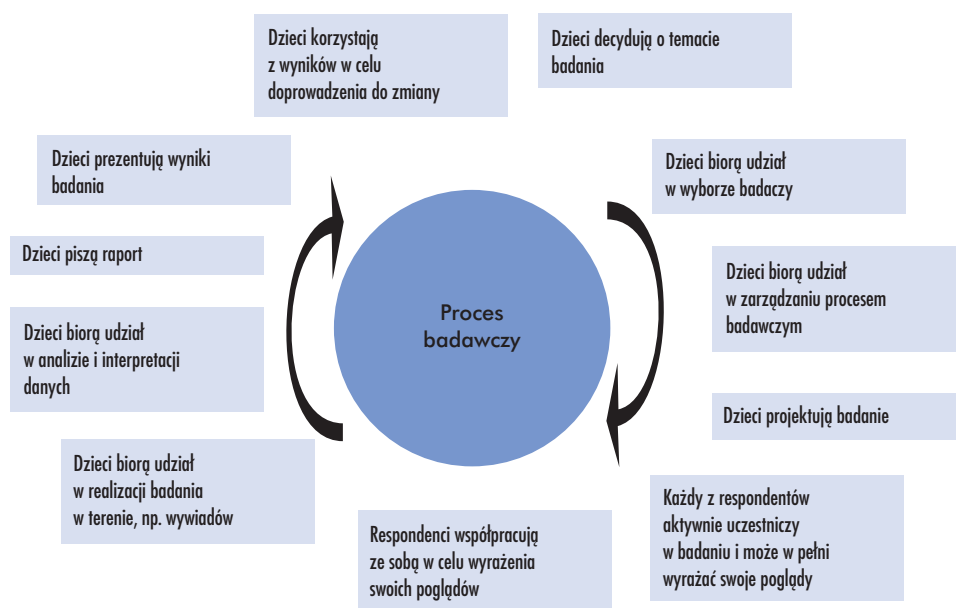 Dzieci korzystają
z wyników w celu
doprowadzenia do zmiany
Dzieci decydują o temacie
badania
Dzieci prezentują wyniki
badania
Dzieci biorą udział
w wyborze badaczy
Dzieci piszą raport
Dzieci biorą udział
w zarządzaniu procesem
badawczym
Proces
badawczy
Dzieci biorą udział
w analizie i interpretacji
danych
Dzieci projektują badanie
Dzieci biorą udział
w realizacji badania
w terenie, np. wywiadów
Każdy z respondentów
aktywnie uczestniczy
w badaniu i może w pełni
wyrażać swoje poglądy
Respondenci współpracują
ze sobą w celu wyrażenia
swoich poglądów